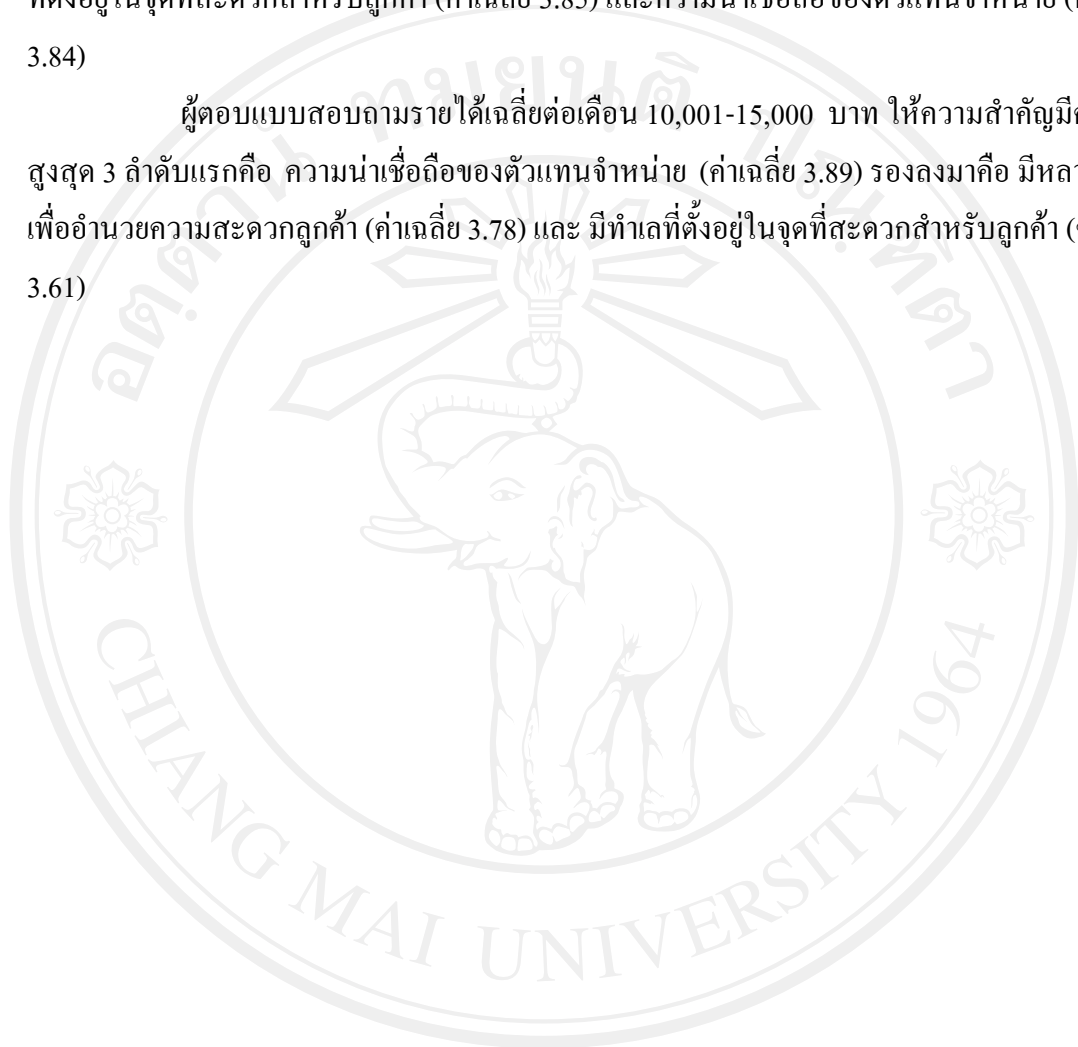 ที่ตั้งอยู่ในจุดที่สะดวกสำหรับลูกค้า (ค่าเฉลี่ย 3.85) และความน่าเชื่อถือของตัวแทนจำหน่าย
3.84)
ผู้ตอบแบบสอบถามรายได้เฉลี่ยต่อเดือน 10,001-15,000 บาท ให้ความสำคัญมี
สูงสุด 3 ลำดับแรกคือ ความน่าเชื่อถือของตัวแทนจำหน่าย (ค่าเฉลี่ย 3.89) รองลงมาคือ มีหลา
เพื่ออำนวยความสะดวกลูกค้า (ค่าเฉลี่ย 3.78) และ มีทำเลที่ตั้งอยู่ในจุดที่สะดวกสำหรับลูกค้า (
3.61)
CHIANG MAI UNIVERSITY 1964